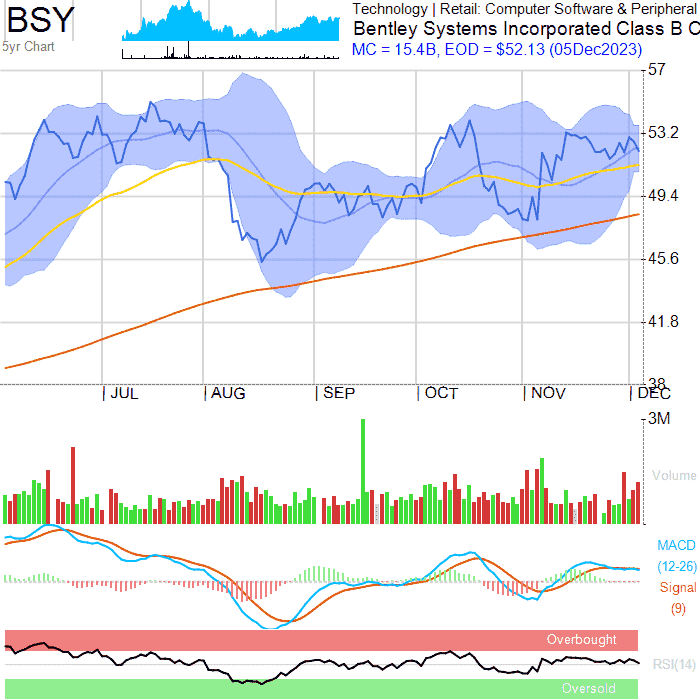 BSY
5yr Chart
Technology | Retail: Computer Software & Peripheral
Bentley Systems Incorporated Class B C
MC = 15.4B, EOD = $52.13 (05Dec2023)
57
53.2
49.4
45.6
41.8
38
JUL AUG SEP OCT NOV DEC
3M
Volume
MACD
(12-26)
Signal
(9)
Overbought
RSI(14)
Oversold